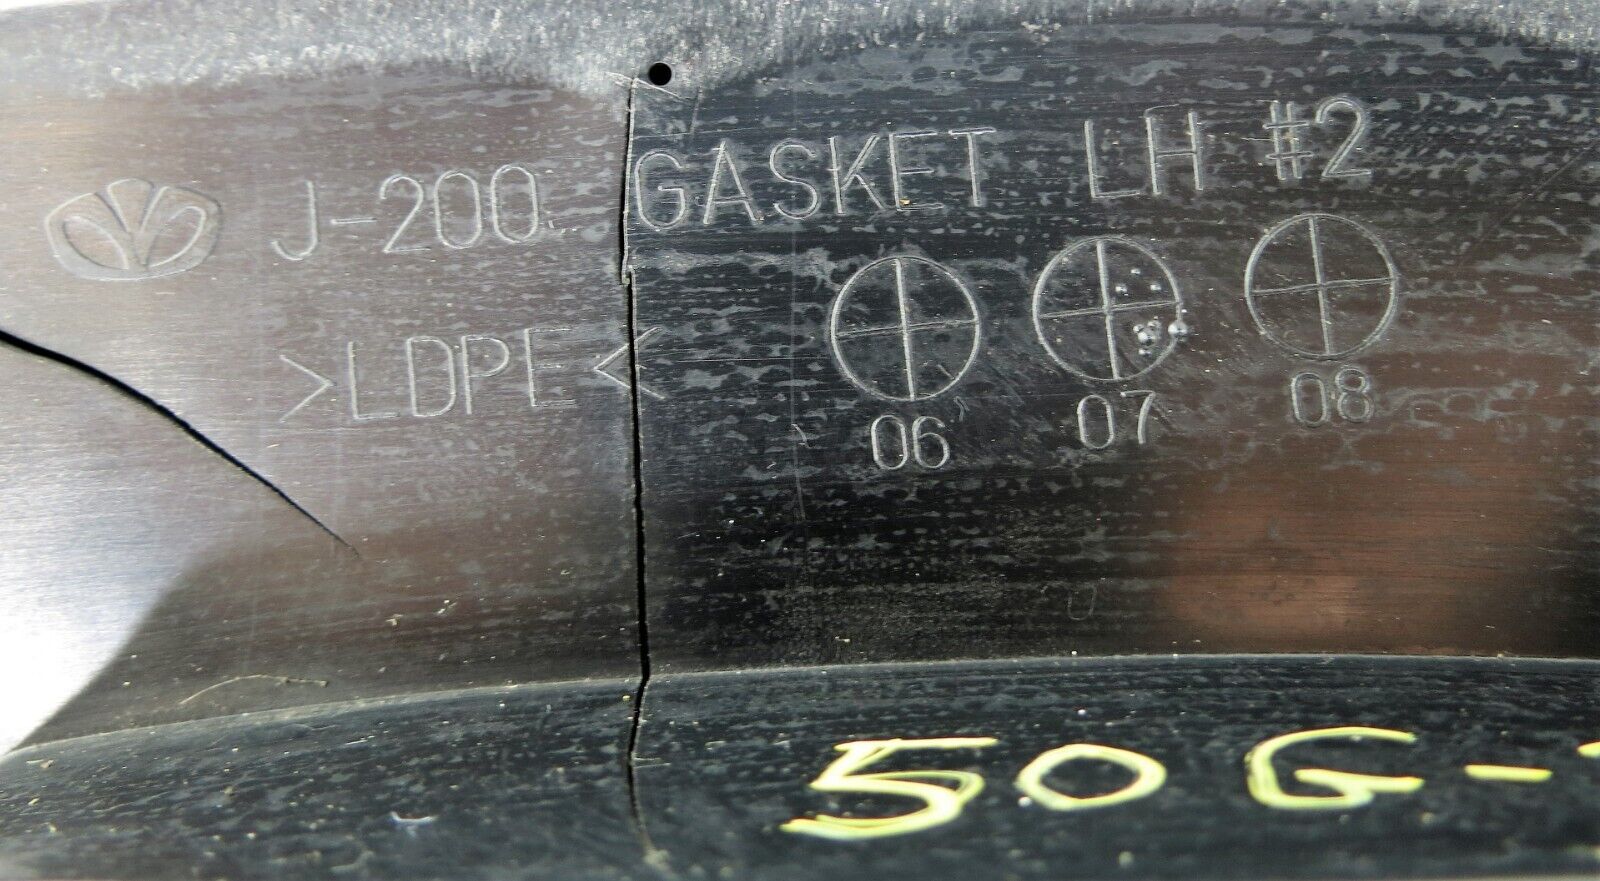 J-200 GASKET LH #2
>LDPE<
06 07 08
50G-